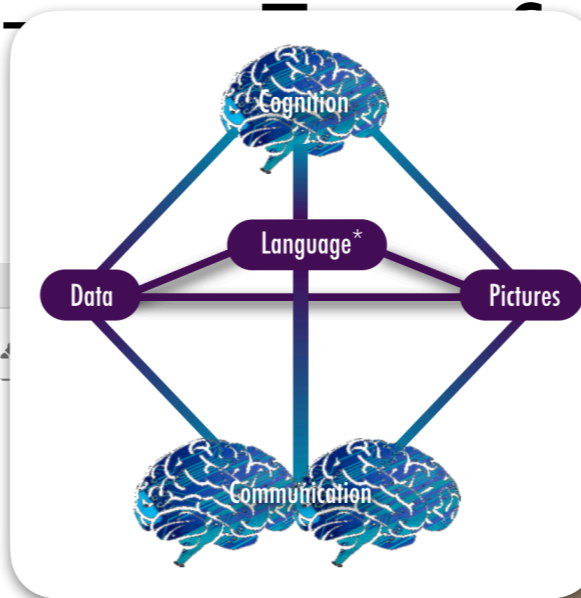 Cognition
Language*
Data
Pictures
Communication